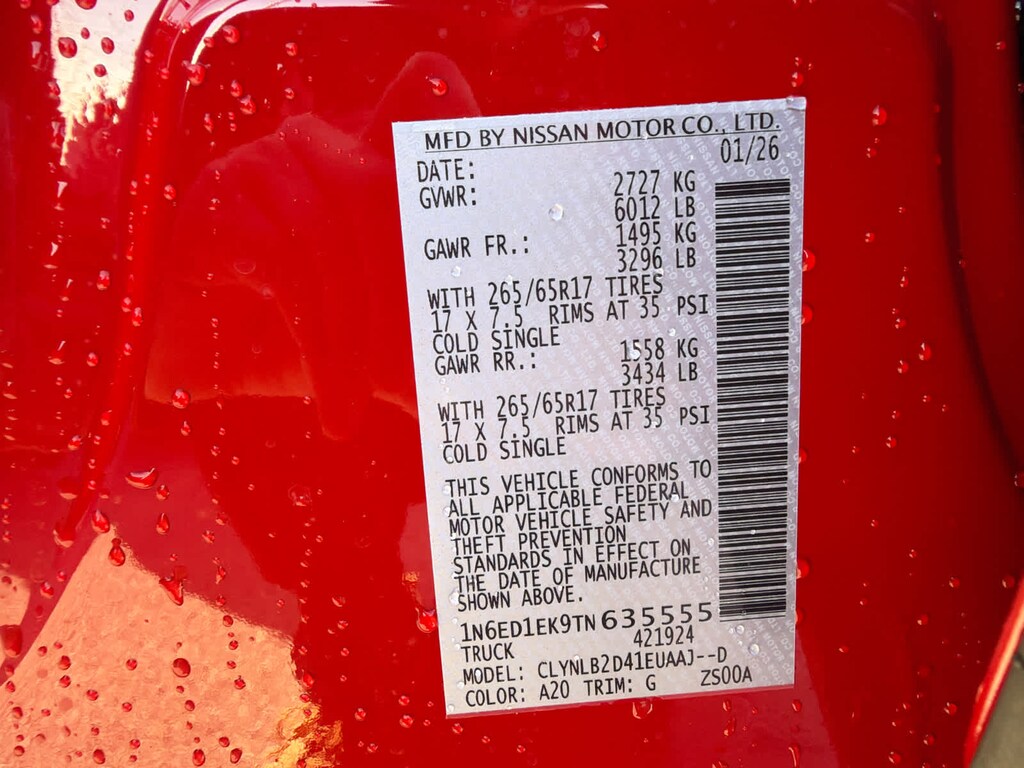 MFD BY NISSAN MOTOR CO., LTD.
DATE: 01/26
GVWR: 2727 KG
6012 LB
GAWR FR.: 1495 KG
3296 LB
WITH 265/65R17 TIRES
17 X 7.5 RIMS AT 35 PSI
COLD SINGLE
GAWR RR.: 1558 KG
3434 LB
WITH 265/65R17 TIRES
17 X 7.5 RIMS AT 35 PSI
COLD SINGLE
THIS VEHICLE CONFORMS TO
ALL APPLICABLE FEDERAL
MOTOR VEHICLE SAFETY AND
THEFT PREVENTION
STANDARDS IN EFFECT ON
THE DATE OF MANUFACTURE
SHOWN ABOVE.
1N6ED1EK9TN635555
TRUCK 421924
MODEL: CLYNLB2D41EUAAJ--D
COLOR: A20 TRIM: G ZS00A